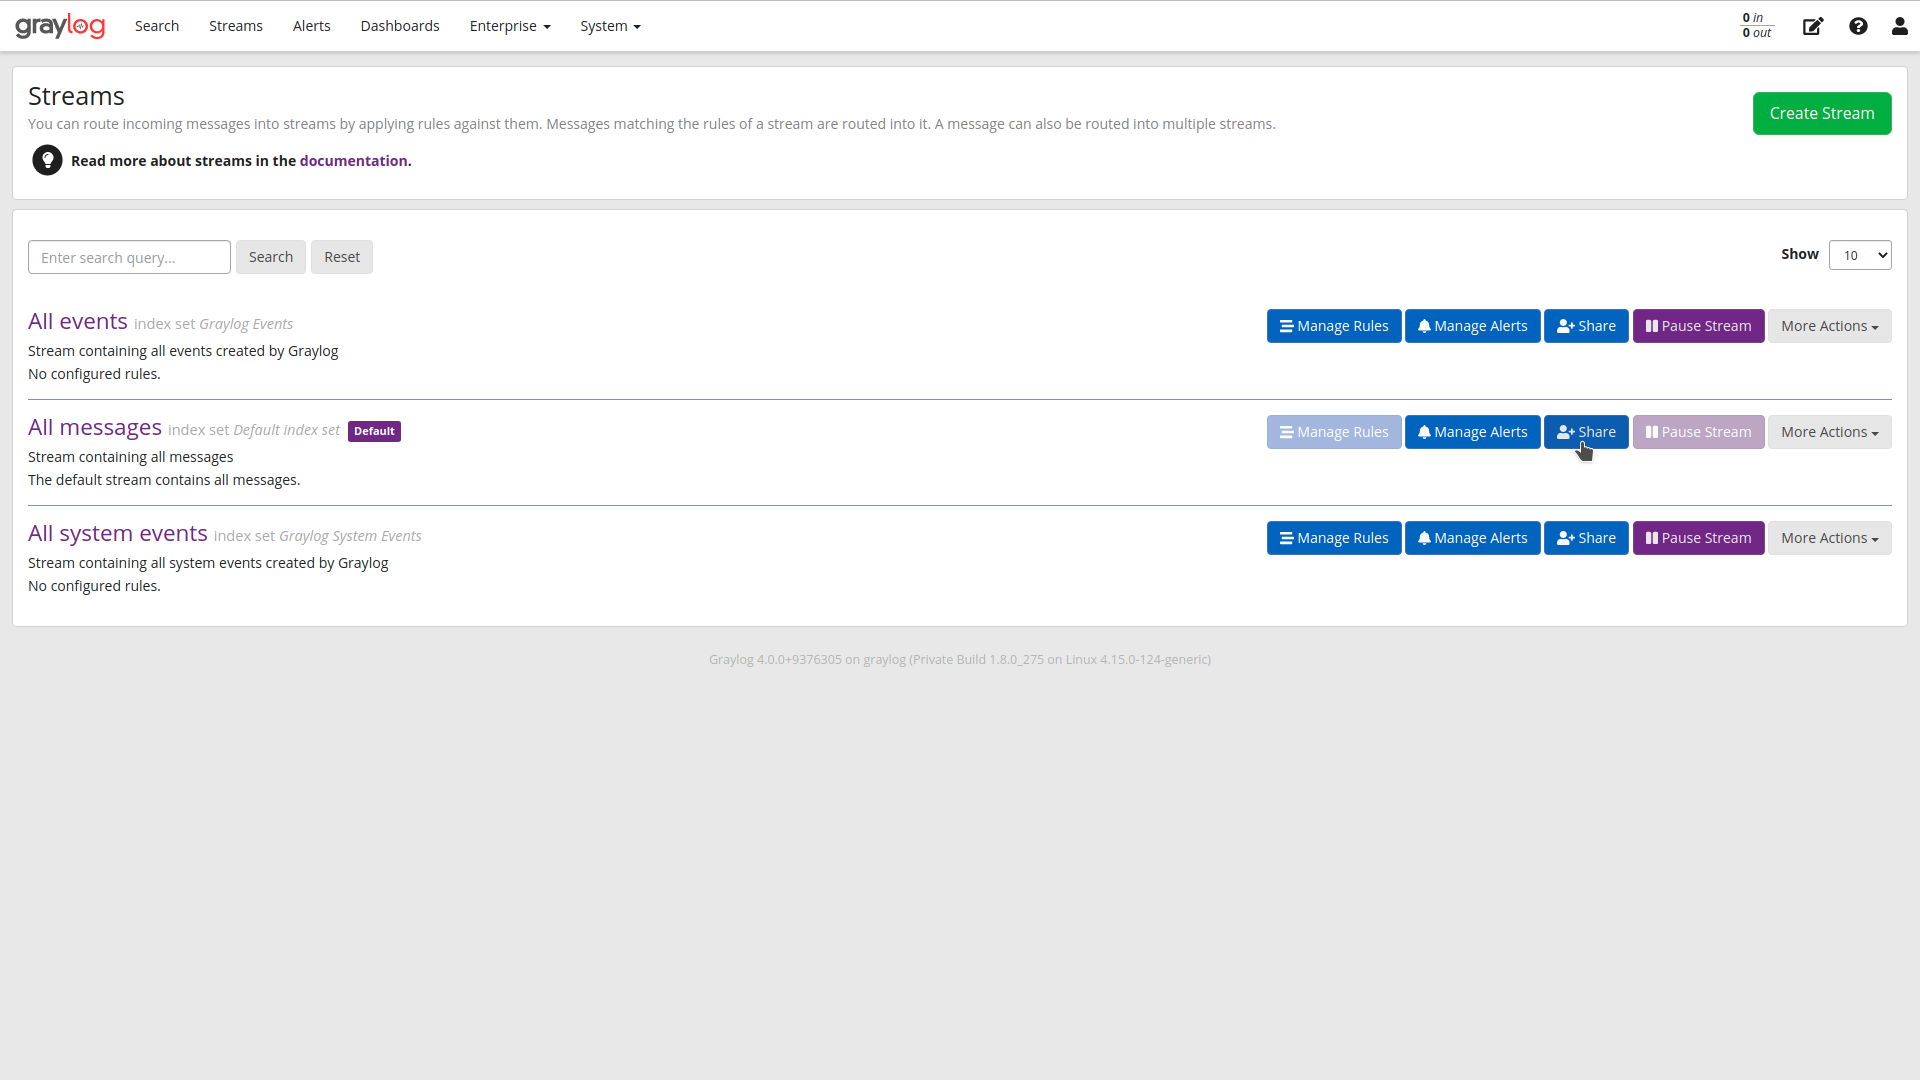 graylog Search Streams Alerts Dashboards Enterprise System 0 in
0 out
Streams
You can route incoming messages into streams by applying rules against them. Messages matching the rules of a stream are routed into it. A message can also be routed into multiple streams.
Create Stream
Read more about streams in the documentation.
Enter search query... Search Reset Show 10
All events index set Graylog Events Manage Rules Manage Alerts Share Pause Stream More Actions
Stream containing all events created by Graylog
No configured rules.
All messages index set Default index set Default Manage Rules Manage Alerts Share Pause Stream More Actions
Stream containing all messages
The default stream contains all messages.
All system events index set Graylog System Events Manage Rules Manage Alerts Share Pause Stream More Actions
Stream containing all system events created by Graylog
No configured rules.
Graylog 4.0.0+9376305 on graylog (Private Build 1.8.0_275 on Linux 4.15.0-124-generic)